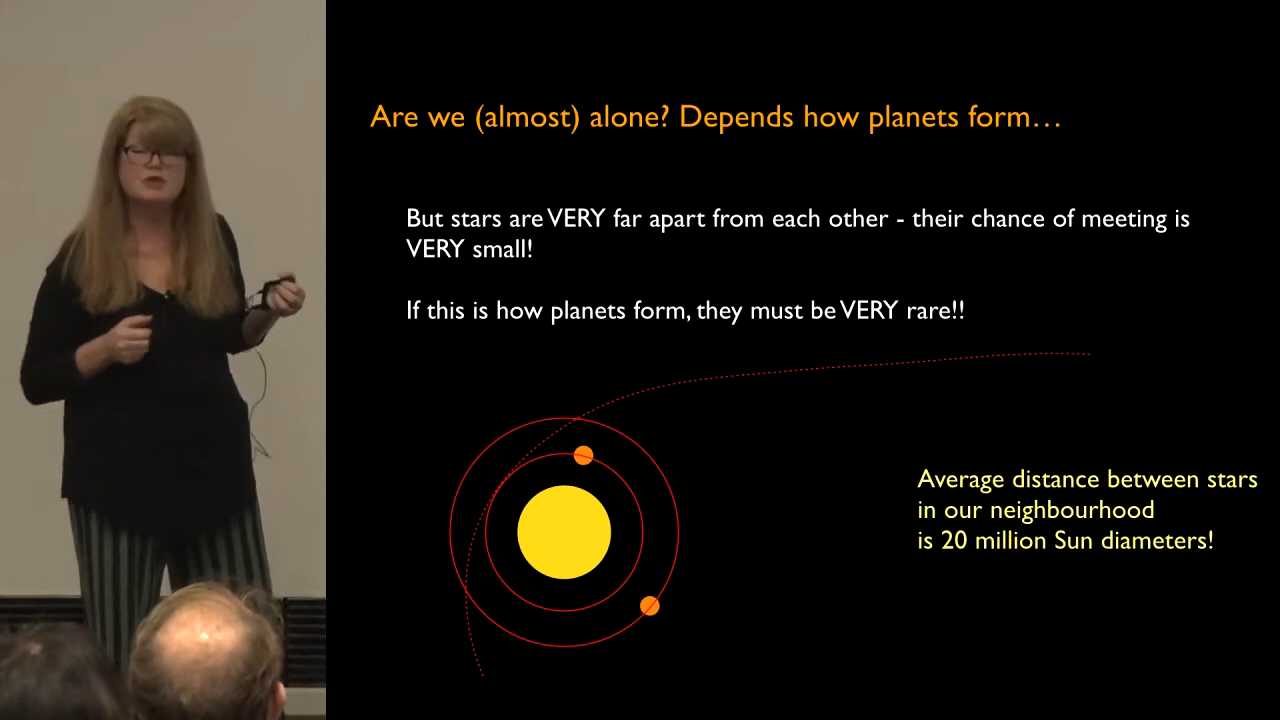 Are we (almost) alone? Depends how planets form…
But stars are VERY far apart from each other - their chance of meeting is
VERY small!
If this is how planets form, they must be VERY rare!!
Average distance between stars
in our neighbourhood
is 20 million Sun diameters!